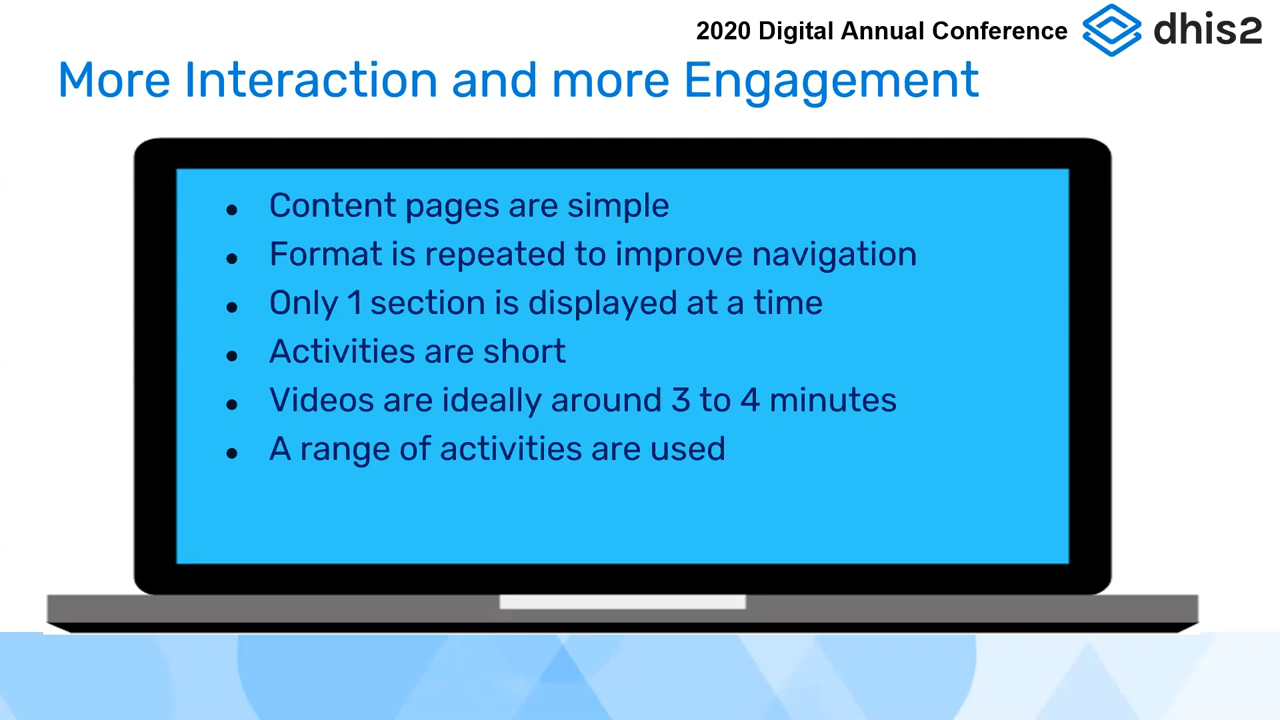 2020 Digital Annual Conference dhis2
More Interaction and more Engagement
● Content pages are simple
● Format is repeated to improve navigation
● Only 1 section is displayed at a time
● Activities are short
● Videos are ideally around 3 to 4 minutes
● A range of activities are used